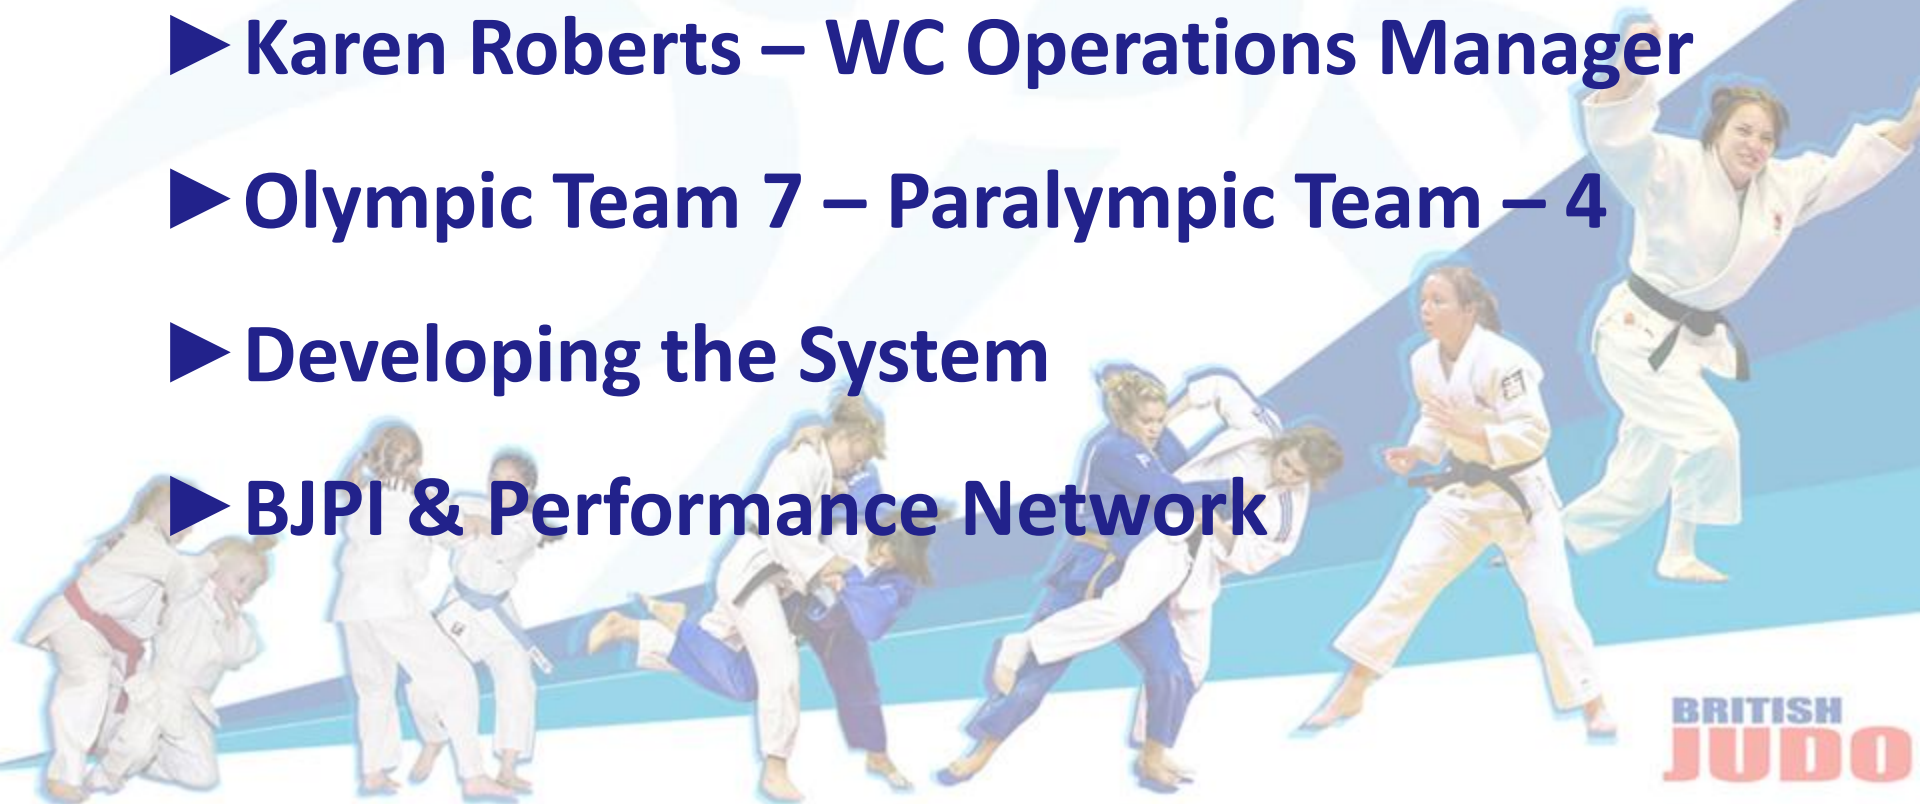 ►Karen Roberts – WC Operations Manager
►Olympic Team 7 – Paralympic Team – 4
►Developing the System
►BJPI & Performance Network
BRITISH
JUDO